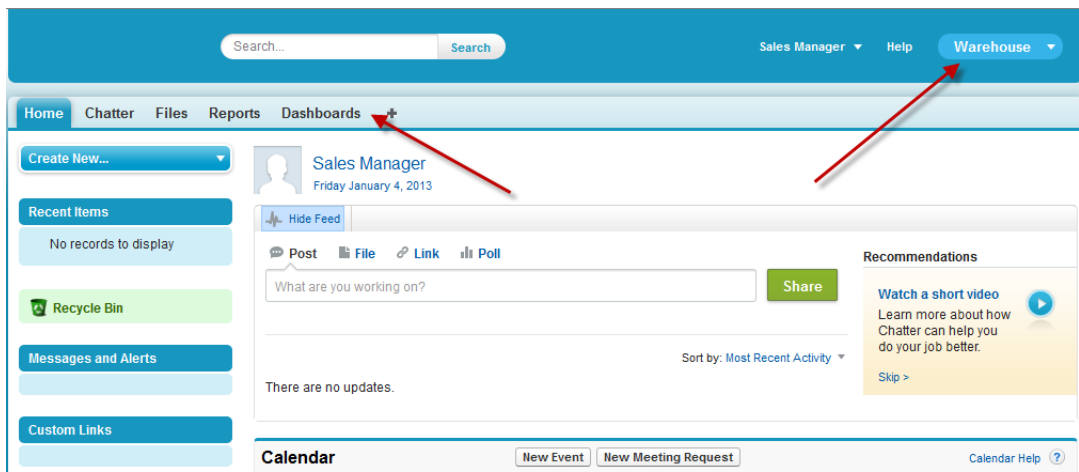 Search...
Search
Sales Manager
Help
Warehouse
Home
Chatter
Files
Reports
Dashboards
+
Create New...
Sales Manager
Friday January 4, 2013
Recent Items
No records to display
Hide Feed
Post
File
Link
Poll
What are you working on?
Share
Recommendations
Watch a short video
Learn more about how
Chatter can help you
do your job better.
Skip >
Recycle Bin
Messages and Alerts
Sort by: Most Recent Activity
There are no updates.
Custom Links
Calendar
New Event
New Meeting Request
Calendar Help
?